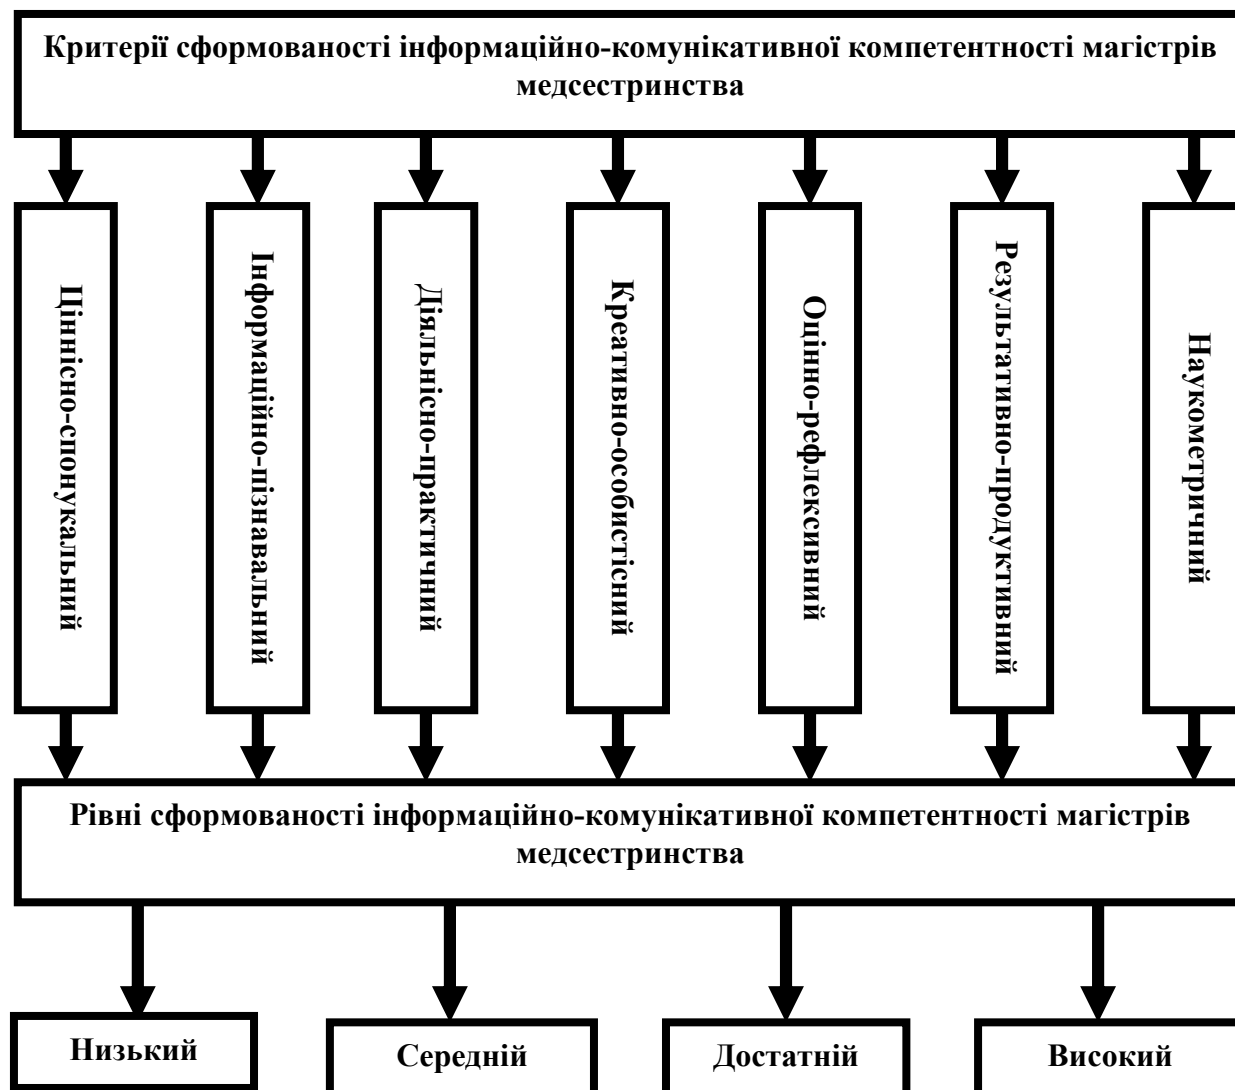 Критерії сформованості інформаційно-комунікативної компетентності магістрів
медсестринства
Ціннісно-спонукальний
Інформаційно-пізнавальний
Діяльнісно-практичний
Креативно-особистісний
Оцінно-рефлексивний
Результативно-продуктивний
Наукометричний
Рівні сформованості інформаційно-комунікативної компетентності магістрів
медсестринства
Низький
Середній
Достатній
Високий